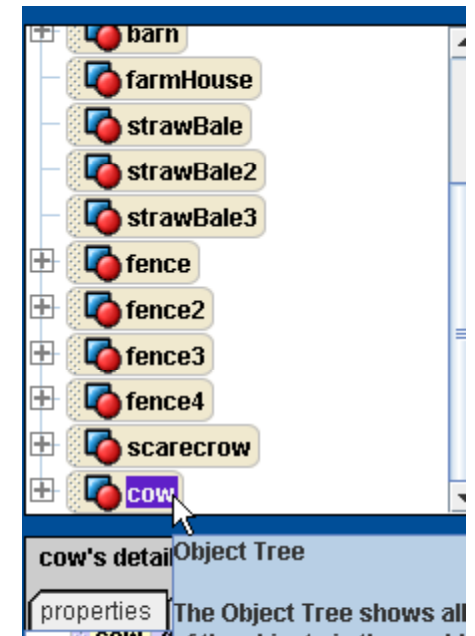 barn
farmHouse
strawBale
strawBale2
strawBale3
fence
fence2
fence3
fence4
scarecrow
cow
cow's detail
Object Tree
properties
The Object Tree shows all